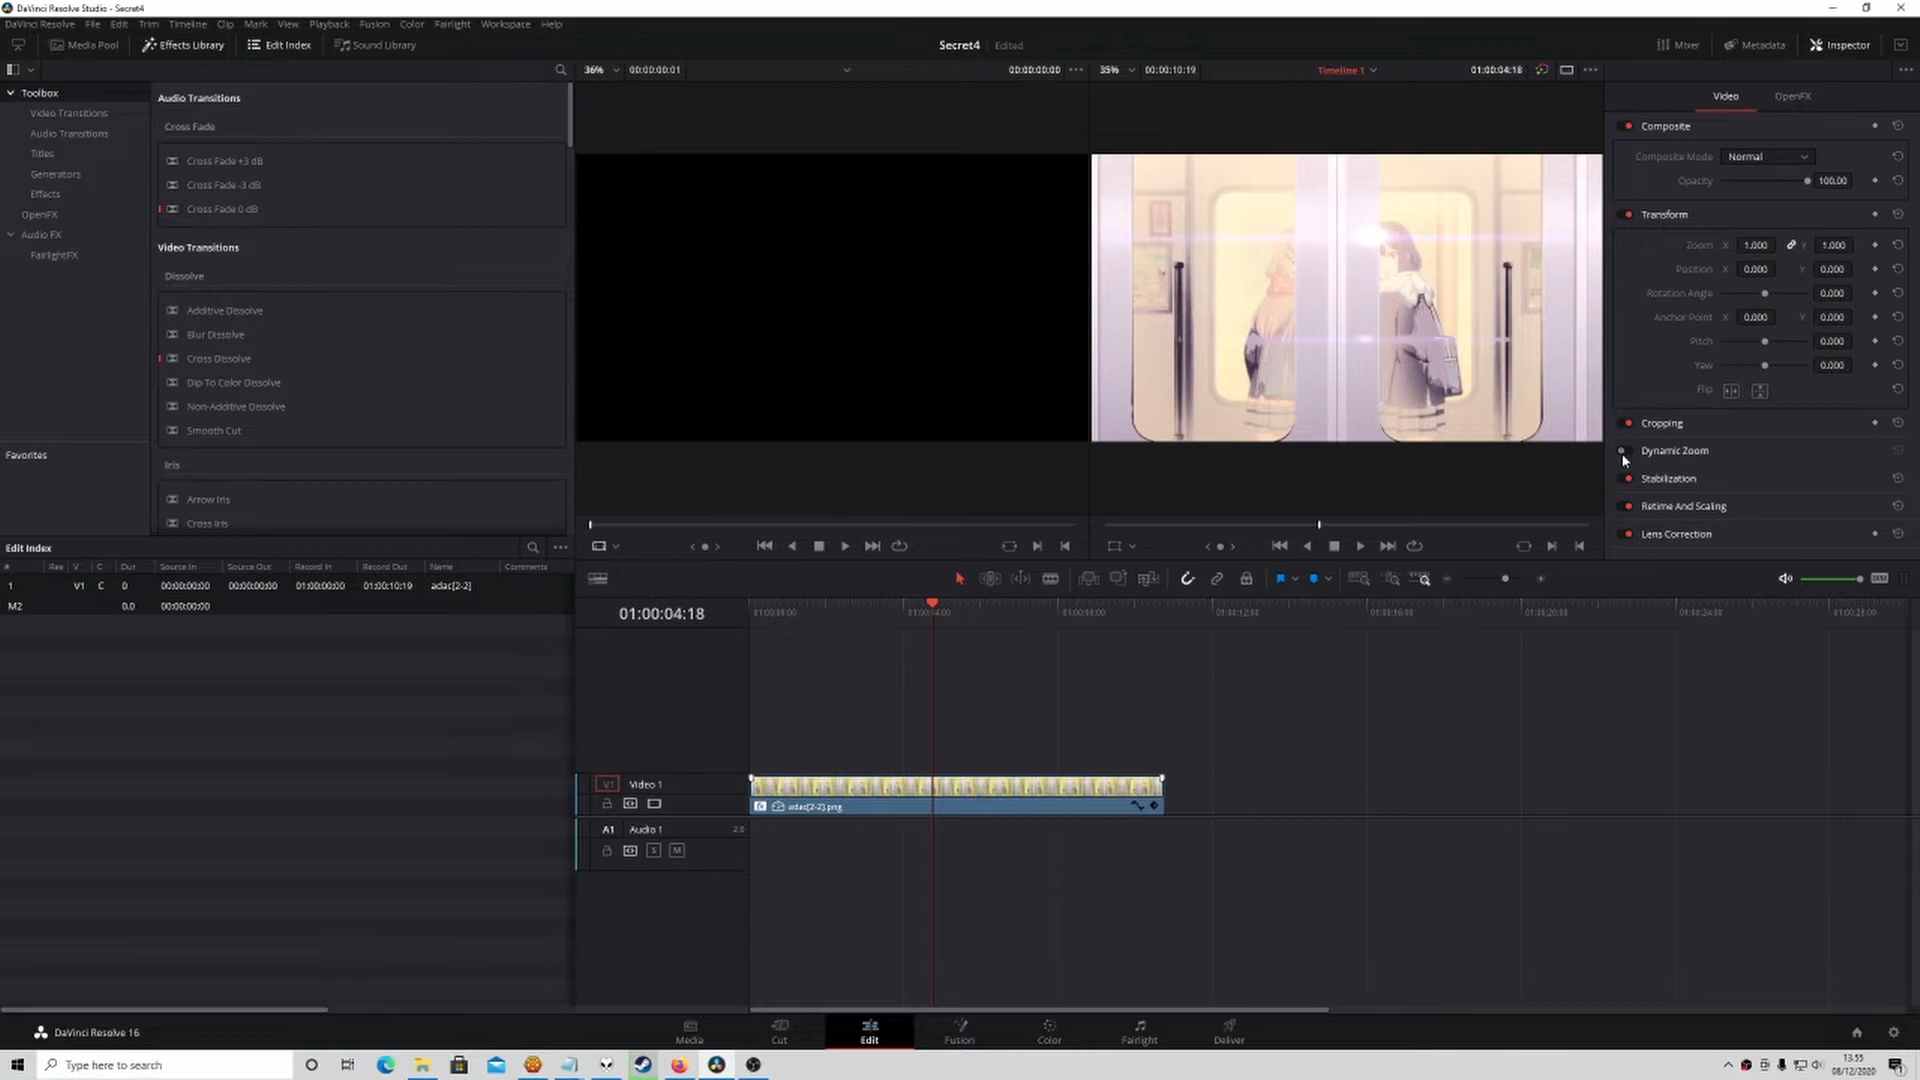 DaVinci Resolve Studio - Secret4
DaVinci Resolve File Edit Trim Timeline Clip Mark View Playback Fusion Color Fairlight Workspace Help
Media Pool Effects Library Edit Index Sound Library Secret4 Edited Mixer Metadata Inspector
36% 00:00:00:01 00:00:00:00 35% 00:00:10:19 Timeline 1 01:00:04:18
Toolbox
Video Transitions
Audio Transitions
Titles
Generators
Effects
OpenFX
Audio FX
FairlightFX
Favorites
Audio Transitions
Cross Fade
Cross Fade +3 dB
Cross Fade -3 dB
Cross Fade 0 dB
Video Transitions
Dissolve
Additive Dissolve
Blur Dissolve
Cross Dissolve
Dip To Color Dissolve
Non-Additive Dissolve
Smooth Cut
Iris
Arrow Iris
Cross Iris
Video OpenFX
Composite
Composite Mode Normal
Opacity 100.00
Transform
Zoom X 1.000 Y 1.000
Position X 0.000 Y 0.000
Rotation Angle 0.000
Anchor Point X 0.000 Y 0.000
Pitch 0.000
Yaw 0.000
Flip
Cropping
Dynamic Zoom
Stabilization
Retime And Scaling
Lens Correction
Edit Index
# Ree V C Dur Source In Source Out Record In Record Out Name Comments
1 V1 C 0 00:00:00:00 00:00:00:00 01:00:00:00 01:00:10:19 adac[2-2]
M2 0.0 00:00:00:00
DIM
01:00:04:18 01:00:00:00 01:00:04:00 01:00:08:00 01:00:12:00 01:00:16:00 01:00:20:00 01:00:24:00 01:00:28:00
V1 Video 1
adac[2-2].png
A1 Audio 1 2.0
S M
DaVinci Resolve 16
Media Cut Edit Fusion Color Fairlight Deliver
Type here to search
13.55
08/12/2020